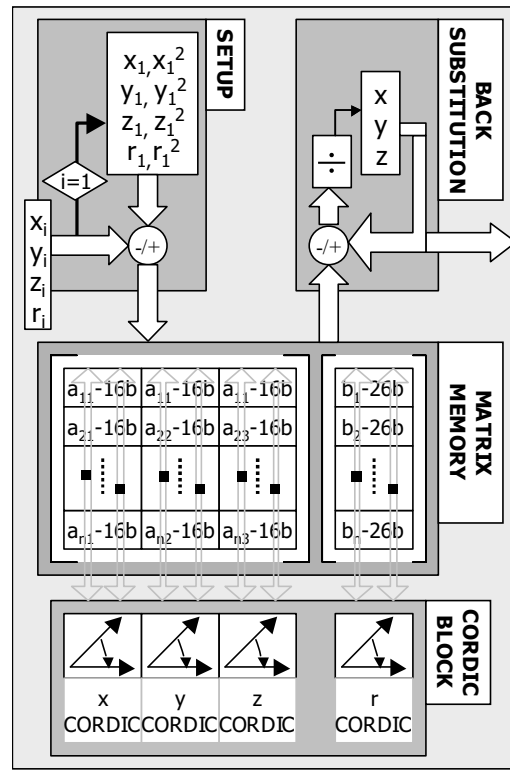 x₁,x₁²
y₁, y₁²
z₁, z₁²
r₁,r₁²
SETUP
i=1
xᵢ
yᵢ
zᵢ
rᵢ
-/+
x
y
z
÷
-/+
BACK
SUBSTITUTION
a₁₁-16b a₁₁-16b a₁₁-16b b₁-26b
a₂₁-16b a₂₂-16b a₂₃-16b b₂-26b
aₙ₁-16b aₙ₂-16b aₙ₃-16b bₙ-26b
MATRIX
MEMORY
x y z r
CORDIC CORDIC CORDIC CORDIC
CORDIC
BLOCK